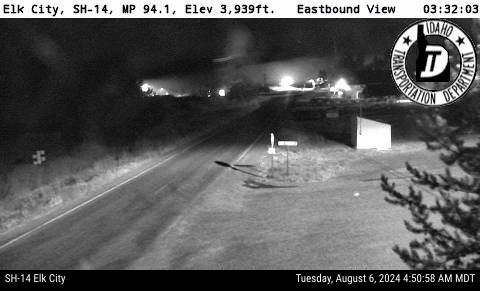 Elk City, SH-14, MP 94.1, Elev 3,939ft. Eastbound View 03:32:03
IDAHO
TRANSPORTATION DEPARTMENT
SH-14 Elk City Tuesday, August 6, 2024 4:50:58 AM MDT